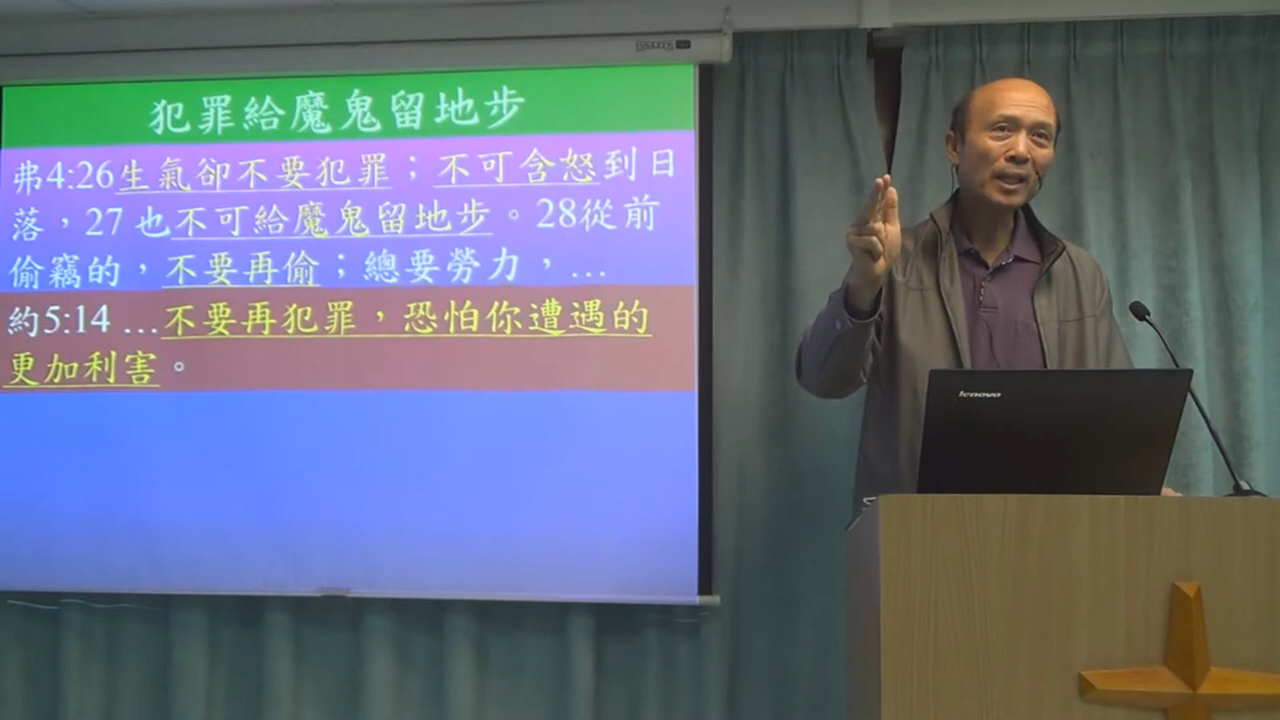 犯罪給魔鬼留地步
弗4:26生氣卻不要犯罪；不可含怒到日
落，27 也不可給魔鬼留地步。28從前
偷竊的，不要再偷；總要勞力，…
約5:14 …不要再犯罪，恐怕你遭遇的
更加利害。
lenovo